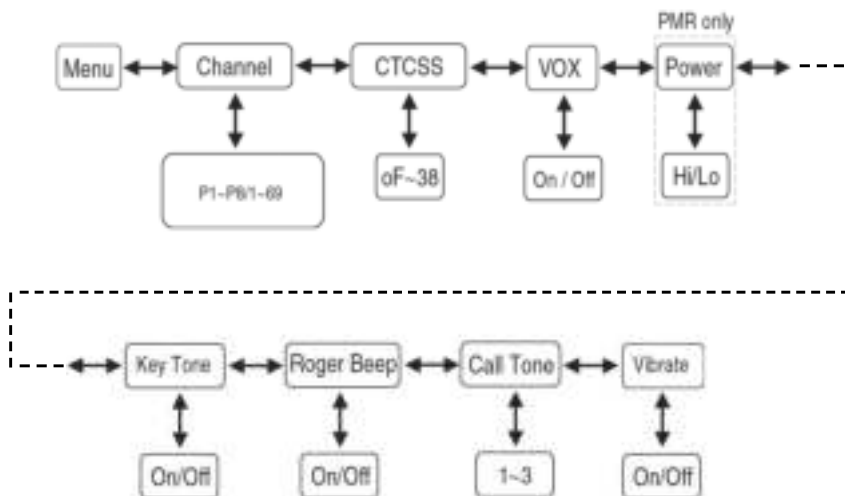 PMR only
Menu
Channel
CTCSS
VOX
Power
P1~P8/1~69
oF~38
On / Off
Hi/Lo
Key Tone
Roger Beep
Call Tone
Vibrate
On/Off
On/Off
1~3
On/Off